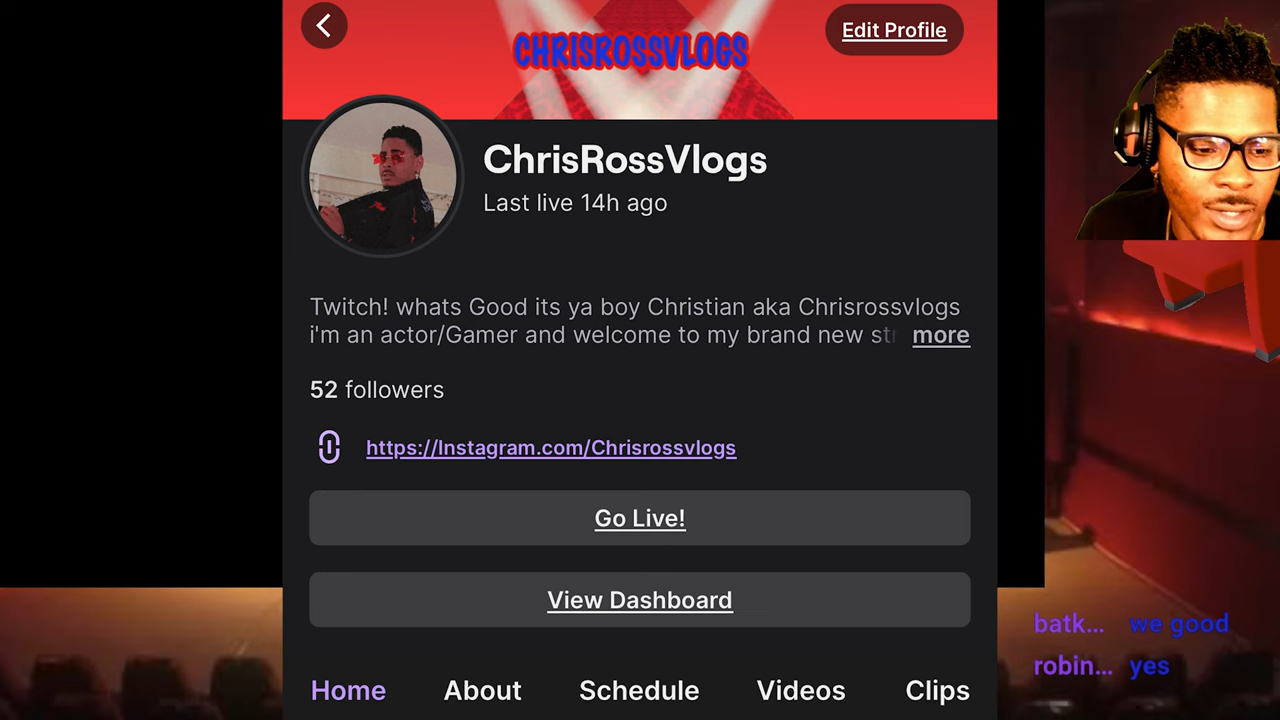 CHRISROSSVLOGS
Edit Profile
ChrisRossVlogs
Last live 14h ago
Twitch! whats Good its ya boy Christian aka Chrisrossvlogs
i'm an actor/Gamer and welcome to my brand new more
52 followers
https://Instagram.com/Chrisrossvlogs
Go Live!
View Dashboard
Home About Schedule Videos Clips
batk... we good
robin... yes